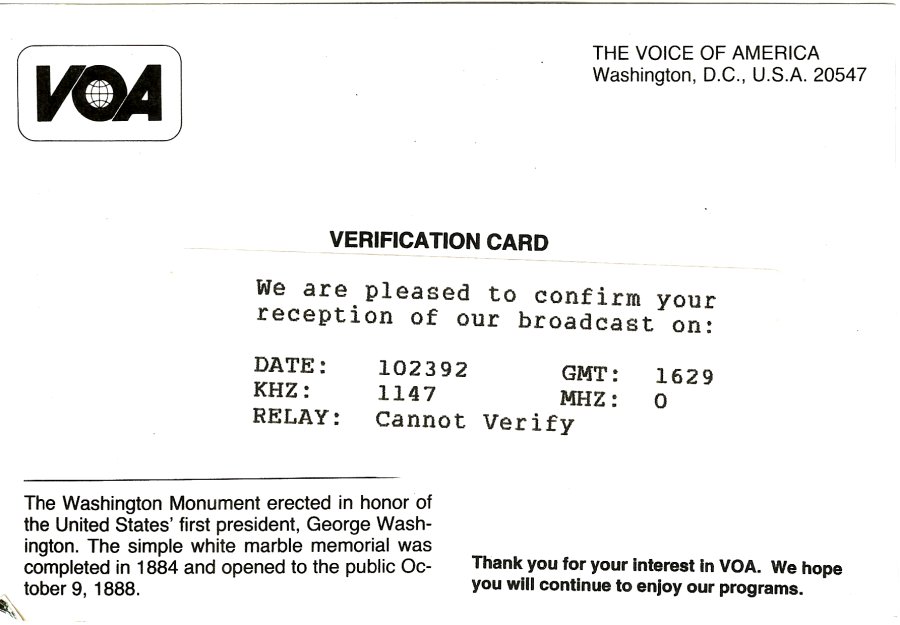 VOA
THE VOICE OF AMERICA
Washington, D.C., U.S.A. 20547
VERIFICATION CARD
We are pleased to confirm your
reception of our broadcast on:
DATE: 102392 GMT: 1629
KHZ: 1147 MHZ: 0
RELAY: Cannot Verify
The Washington Monument erected in honor of
the United States' first president, George Wash-
ington. The simple white marble memorial was
completed in 1884 and opened to the public Oc-
tober 9, 1888.
Thank you for your interest in VOA. We hope
you will continue to enjoy our programs.